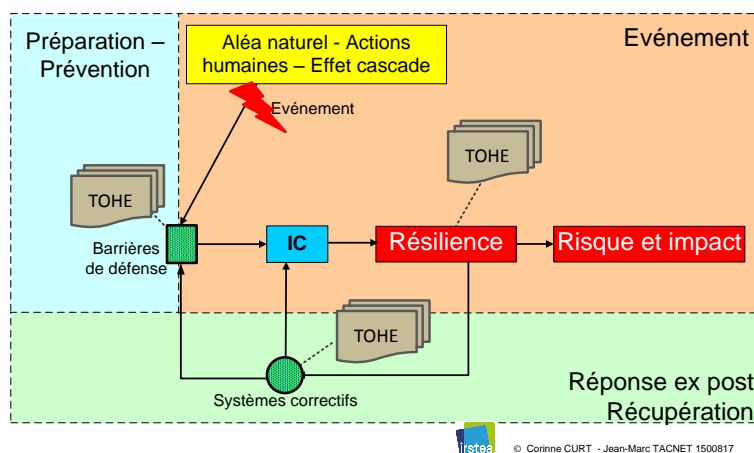 Préparation –
Prévention
Aléa naturel - Actions
humaines – Effet cascade
Evénement
Evénement
TOHE
TOHE
Barrières
de défense
IC
Résilience
Risque et impact
TOHE
Systèmes correctifs
Réponse ex post
Récupération
irstea
© Corinne CURT - Jean-Marc TACNET 1500817